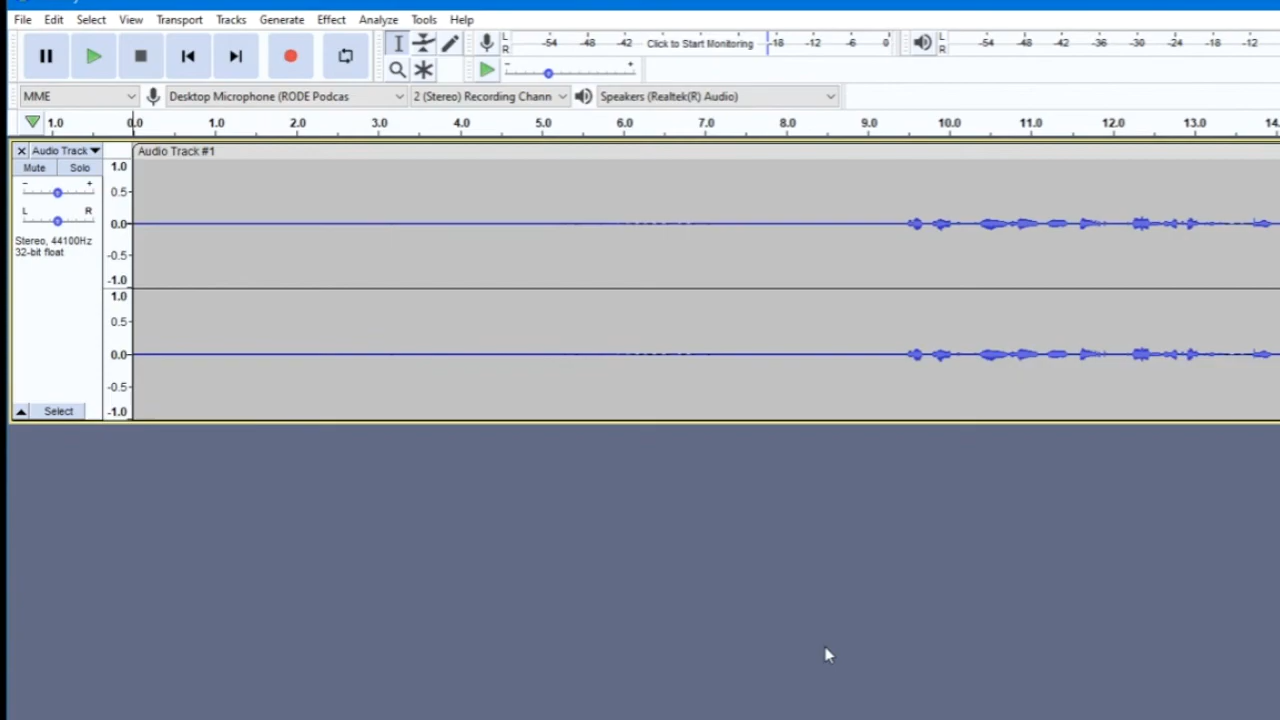 File Edit Select View Transport Tracks Generate Effect Analyze Tools Help
L R -54 -48 -42 Click to Start Monitoring -18 -12 -6 0 L R -54 -48 -42 -36 -30 -24 -18 -12
- +
MME Desktop Microphone (RODE Podcas 2 (Stereo) Recording Chann Speakers (Realtek(R) Audio)
1.0 0.0 1.0 2.0 3.0 4.0 5.0 6.0 7.0 8.0 9.0 10.0 11.0 12.0 13.0 14.
Audio Track Audio Track #1
Mute Solo 1.0
- + 0.5
L R 0.0
Stereo, 44100Hz
32-bit float -0.5
-1.0
1.0
0.5
0.0
-0.5
Select -1.0